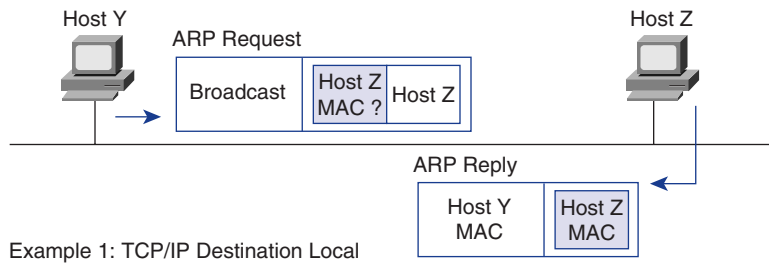 Host Y
Host Z
ARP Request
Broadcast
Host Z
MAC ?
Host Z
ARP Reply
Host Y
MAC
Host Z
MAC
Example 1: TCP/IP Destination Local